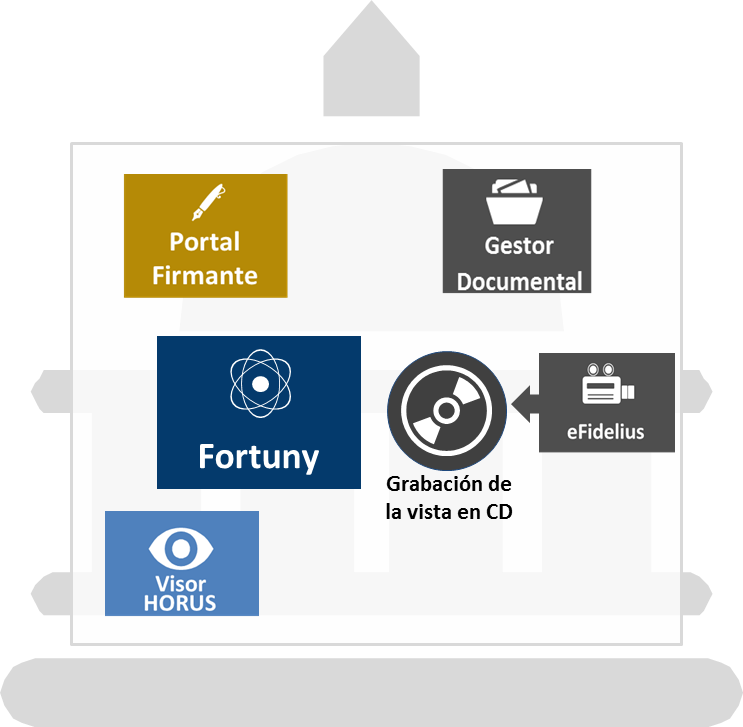 Portal
Firmante
Gestor
Documental
Fortuny
eFidelius
Grabación de
la vista en CD
Visor
HORUS